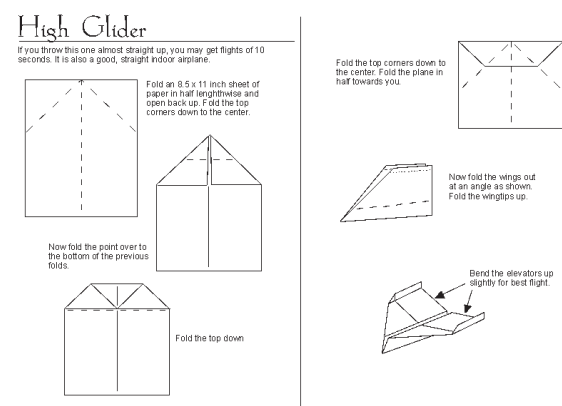 High Glider
If you throw this one almost straight up, you may get flights of 10
seconds. It is also a good, straight indoor airplane.
Fold an 8.5 x 11 inch sheet of
paper in half lenghthwise and
open back up. Fold the top
corners down to the center.
Now fold the point over to
the bottom of the previous
folds.
Fold the top down
Fold the top corners down to
the center. Fold the plane in
half towards you.
Now fold the wings out
at an angle as shown.
Fold the wingtips up.
Bend the elevators up
slightly for best flight.